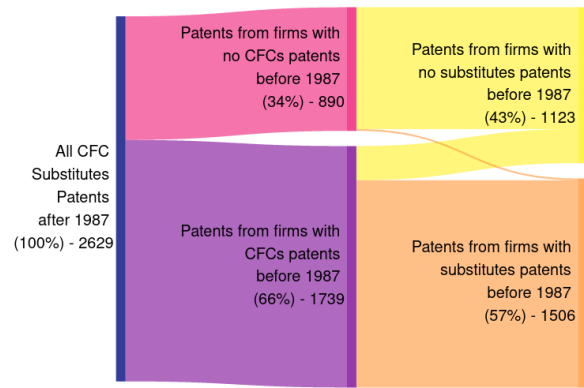 All CFC
Substitutes
Patents
after 1987
(100%) - 2629
Patents from firms with
no CFCs patents
before 1987
(34%) - 890
Patents from firms with
CFCs patents
before 1987
(66%) - 1739
Patents from firms with
no substitutes patents
before 1987
(43%) - 1123
Patents from firms with
substitutes patents
before 1987
(57%) - 1506